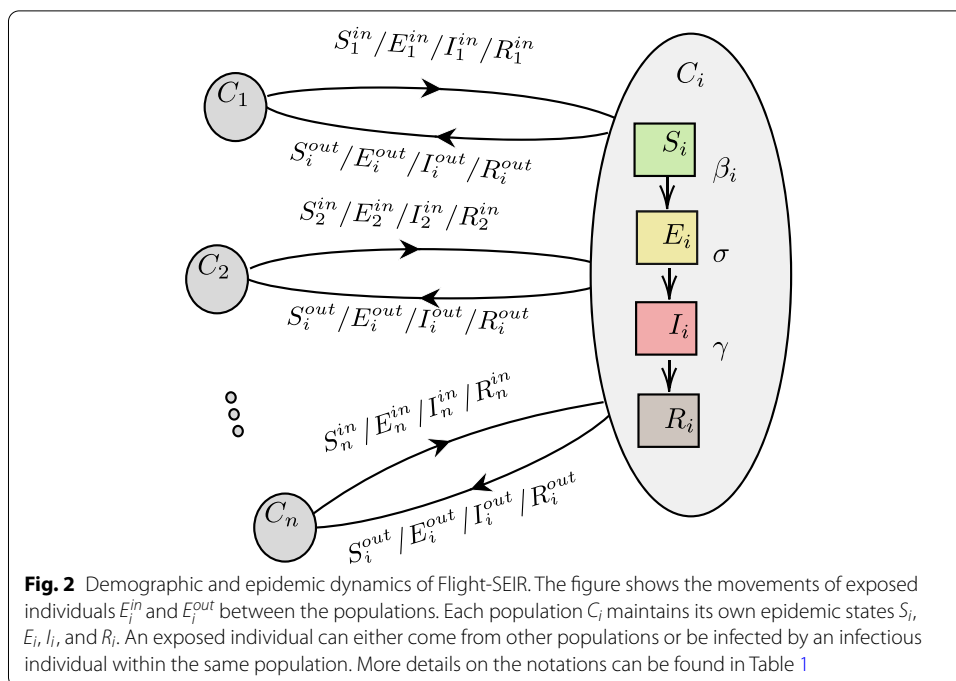 S_1^{in}/E_1^{in}/I_1^{in}/R_1^{in}
C_i
C_1
S_i
S_i^{out}/E_i^{out}/I_i^{out}/R_i^{out}
β_i
S_2^{in}/E_2^{in}/I_2^{in}/R_2^{in}
E_i
C_2
σ
S_i^{out}/E_i^{out}/I_i^{out}/R_i^{out}
I_i
γ
S_n^{in}/E_n^{in}/I_n^{in}/R_n^{in}
R_i
C_n
S_i^{out}/E_i^{out}/I_i^{out}/R_i^{out}
Fig. 2 Demographic and epidemic dynamics of Flight-SEIR. The figure shows the movements of exposed
individuals E_i^{in} and E_i^{out} between the populations. Each population C_i maintains its own epidemic states S_i,
E_i, I_i, and R_i. An exposed individual can either come from other populations or be infected by an infectious
individual within the same population. More details on the notations can be found in Table 1